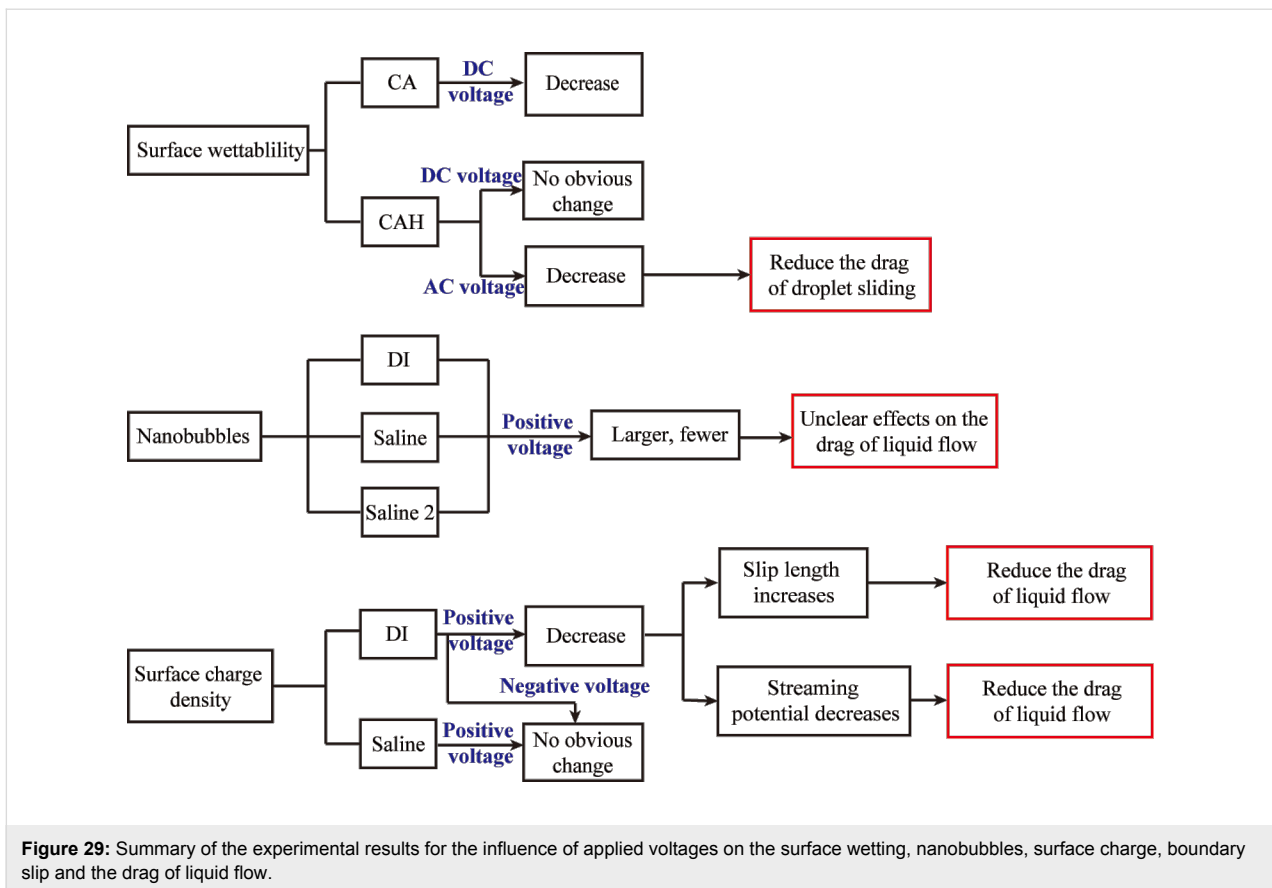 CA
DC
voltage
Decrease
Surface wettablility
DC voltage
No obvious
change
CAH
AC voltage
Decrease
Reduce the drag
of droplet sliding
DI
Nanobubbles
Saline
Positive
voltage
Larger, fewer
Unclear effects on the
drag of liquid flow
Saline 2
Slip length
increases
Reduce the drag
of liquid flow
DI
Positive
voltage
Decrease
Surface charge
density
Negative voltage
Streaming
potential decreases
Reduce the drag
of liquid flow
Saline
Positive
voltage
No obvious
change
Figure 29: Summary of the experimental results for the influence of applied voltages on the surface wetting, nanobubbles, surface charge, boundary
slip and the drag of liquid flow.